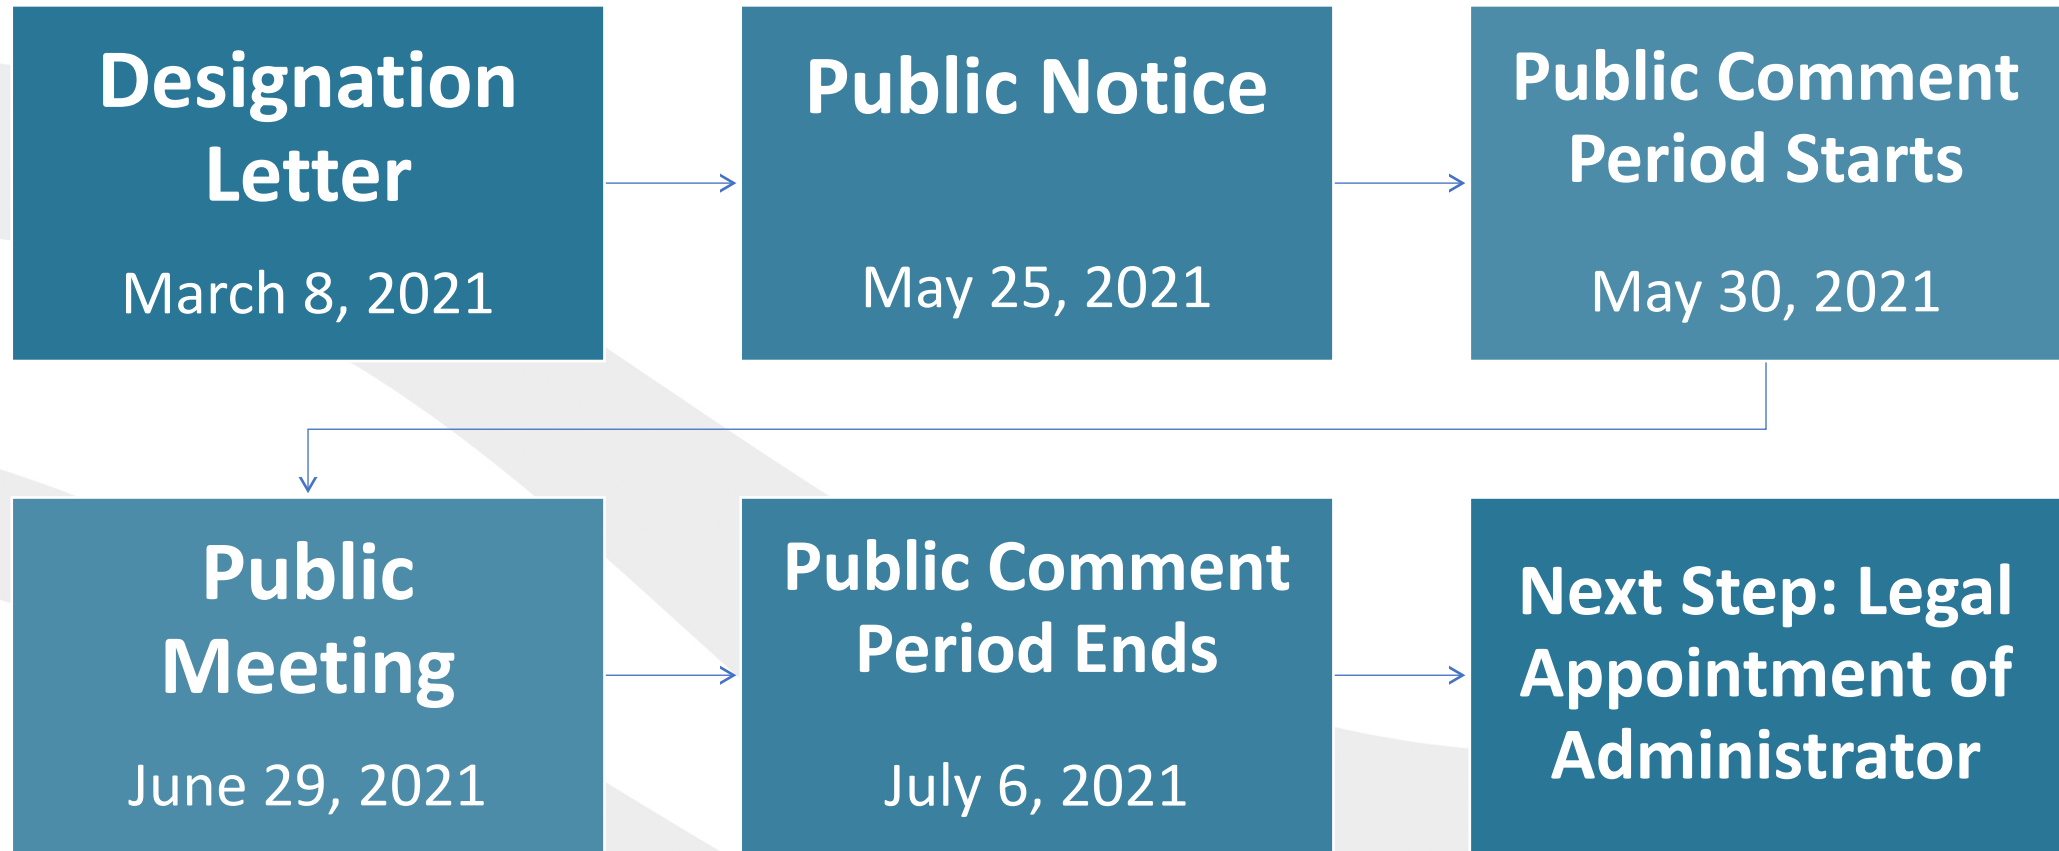 Designation
Letter
March 8, 2021
Public Notice
May 25, 2021
Public Comment
Period Starts
May 30, 2021
Public
Meeting
June 29, 2021
Public Comment
Period Ends
July 6, 2021
Next Step: Legal
Appointment of
Administrator